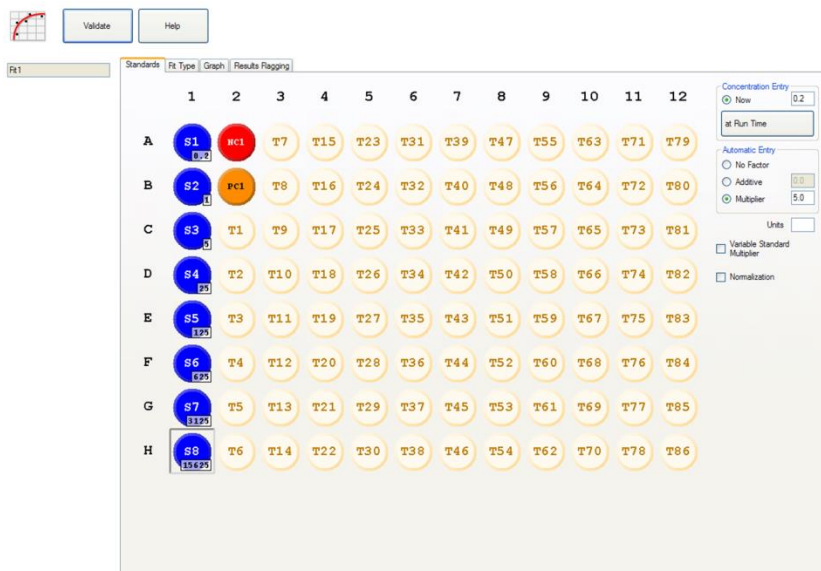 Validate Help
Fit1
Standards Fit Type Graph Results Flagging
1 2 3 4 5 6 7 8 9 10 11 12
A S1 NC1 T7 T15 T23 T31 T39 T47 T55 T63 T71 T79
0.2
B S2 PC1 T8 T16 T24 T32 T40 T48 T56 T64 T72 T80
1
C S3 T1 T9 T17 T25 T33 T41 T49 T57 T65 T73 T81
5
D S4 T2 T10 T18 T26 T34 T42 T50 T58 T66 T74 T82
25
E S5 T3 T11 T19 T27 T35 T43 T51 T59 T67 T75 T83
125
F S6 T4 T12 T20 T28 T36 T44 T52 T60 T68 T76 T84
625
G S7 T5 T13 T21 T29 T37 T45 T53 T61 T69 T77 T85
3125
H S8 T6 T14 T22 T30 T38 T46 T54 T62 T70 T78 T86
15625
Concentration Entry
Now 0.2
at Run Time
Automatic Entry
No Factor
Additive 0.0
Multiplier 5.0
Units
Variable Standard
Multiplier
Normalization